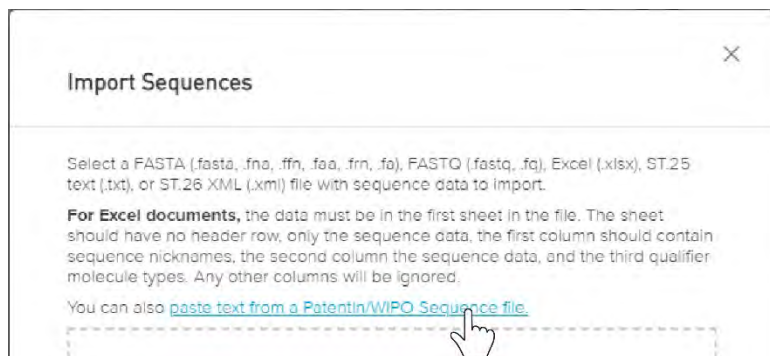 Import Sequences
Select a FASTA (.fasta, .fna, .ffn, .faa, .frn, .fa), FASTQ (.fastq, .fq), Excel (.xlsx), ST.25
text (.txt), or ST.26 XML (.xml) file with sequence data to import.
For Excel documents, the data must be in the first sheet in the file. The sheet
should have no header row, only the sequence data, the first column should contain
sequence nicknames, the second column the sequence data, and the third qualifier
molecule types. Any other columns will be ignored.
You can also paste text from a PatentIn/WIPO Sequence file.